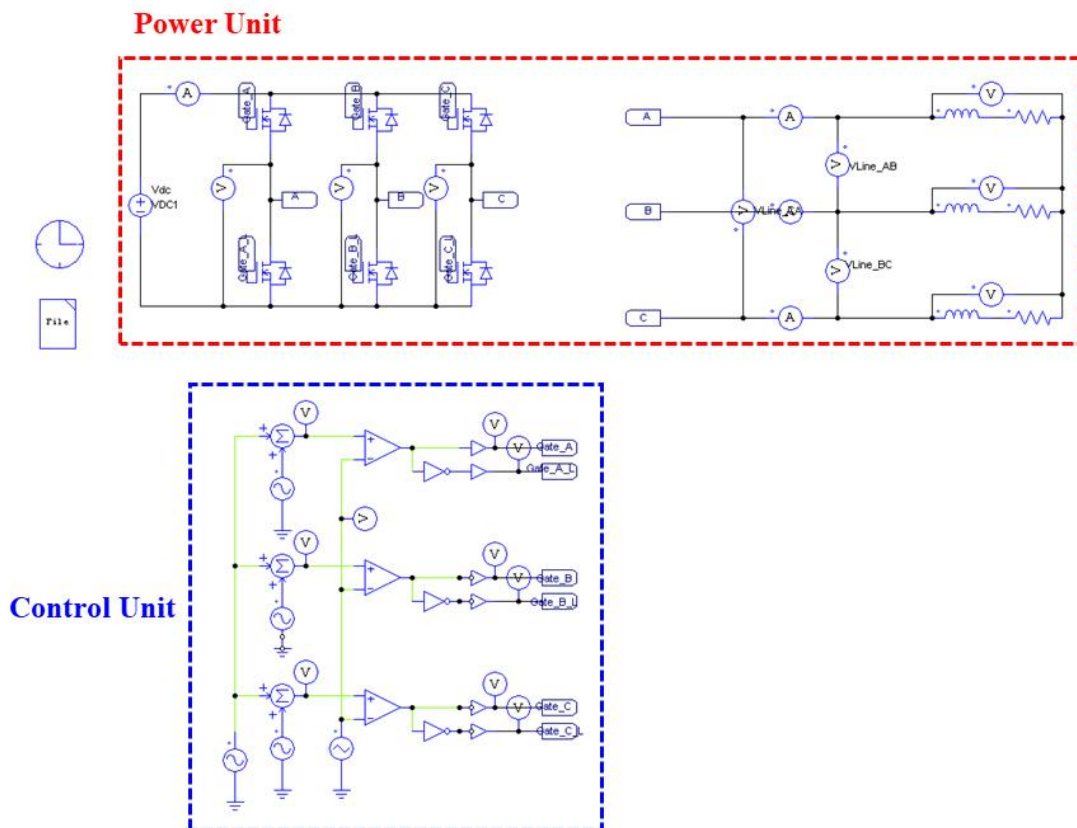 Power Unit
A
Gate_A
Gate_B
Gate_C
V
A
A
V
VLine_AB
Vdc
VDC1
V
V
V
A
B
C
B
V
V
VLine_BC
Gate_A_L
Gate_B_L
Gate_C_L
File
C
A
V
V
V
V
Gate_A
Gate_A_L
V
Control Unit
V
V
V
Gate_B
Gate_B_L
V
V
V
Gate_C
Gate_C_L